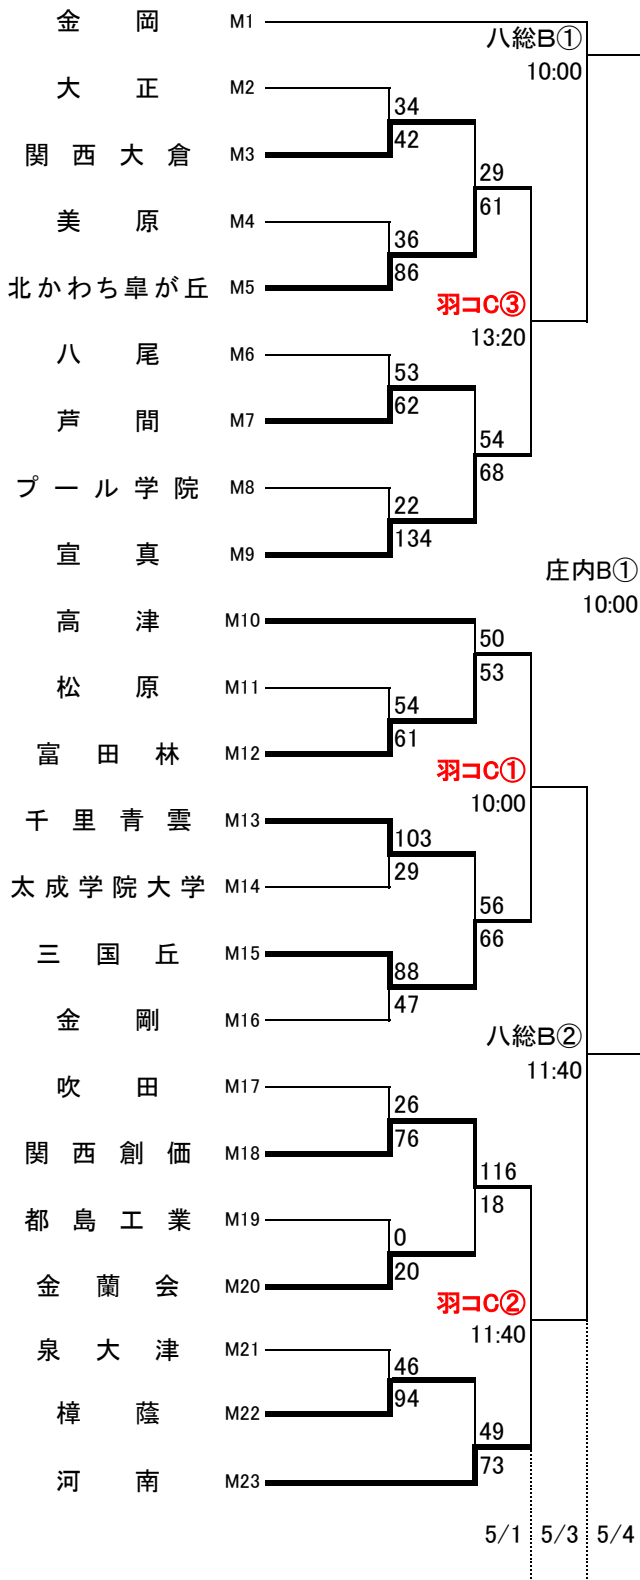 金岡 M1
八総B①
10:00
大正 M2
34
42
関西大倉 M3
29
61
美原 M4
36
86
北かわち皐が丘 M5
羽コC③
13:20
八尾 M6
53
62
芦間 M7
54
68
プール学院 M8
22
134
宣真 M9
庄内B①
10:00
高津 M10
50
53
松原 M11
54
61
富田林 M12
羽コC①
10:00
千里青雲 M13
103
29
太成学院大学 M14
56
66
三国丘 M15
88
47
金剛 M16
八総B②
11:40
吹田 M17
26
76
関西創価 M18
116
18
都島工業 M19
0
20
金蘭会 M20
羽コC②
11:40
泉大津 M21
46
94
樟蔭 M22
49
73
河南 M23
5/1 5/3 5/4